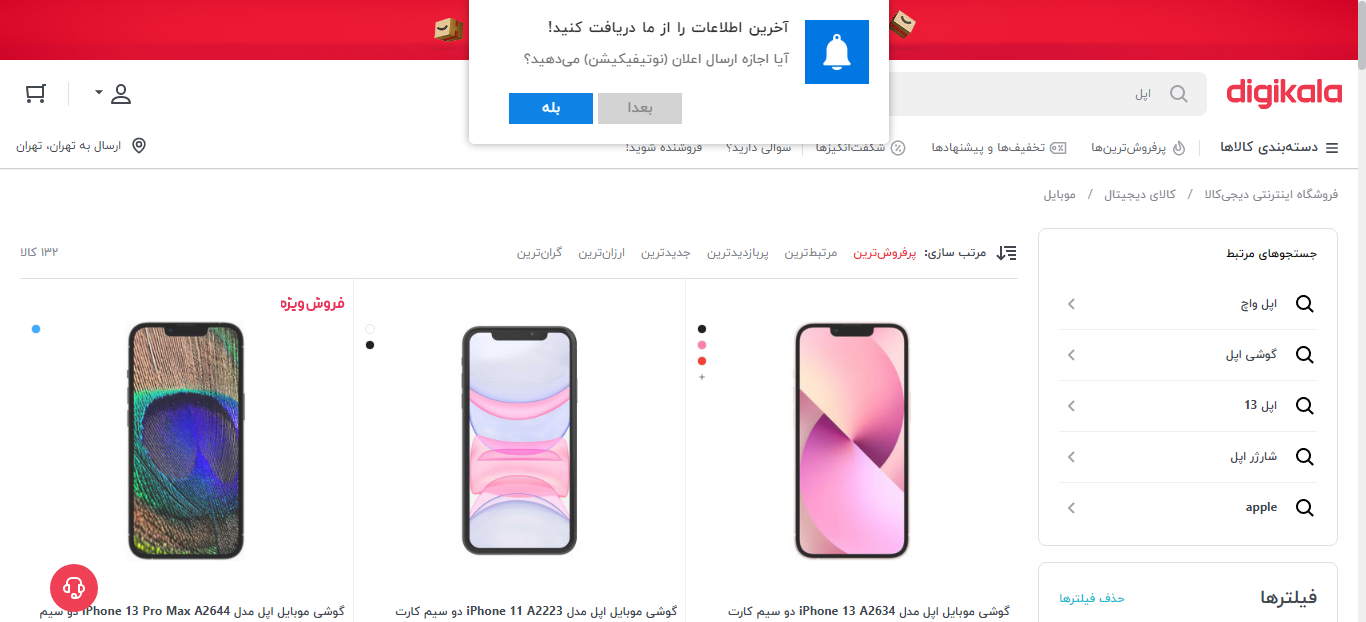 آخرین اطلاعات را از ما دریافت کنید!
آیا اجازه ارسال اعلان (نوتیفیکیشن) می‌دهید؟
بعدا
بله
digikala
اپل
دسته‌بندی کالاها
پرفروش‌ترین‌ها
تخفیف‌ها و پیشنهادها
شگفت‌انگیزها
سوالی دارید؟
فروشنده شوید!
ارسال به تهران، تهران
فروشگاه اینترنتی دیجی‌کالا / کالای دیجیتال / موبایل
جستجوهای مرتبط
اپل واچ
گوشی اپل
اپل 13
شارژر اپل
apple
فیلترها
حذف فیلترها
مرتب سازی: پرفروش‌ترین مرتبط‌ترین پربازدیدترین جدیدترین ارزان‌ترین گران‌ترین
۱۳۲ کالا
گوشی موبایل اپل مدل iPhone 13 A2634 دو سیم کارت
گوشی موبایل اپل مدل iPhone 11 A2223 دو سیم کارت
فروش ویژه
گوشی موبایل اپل مدل iPhone 13 Pro Max A2644 دو سیم